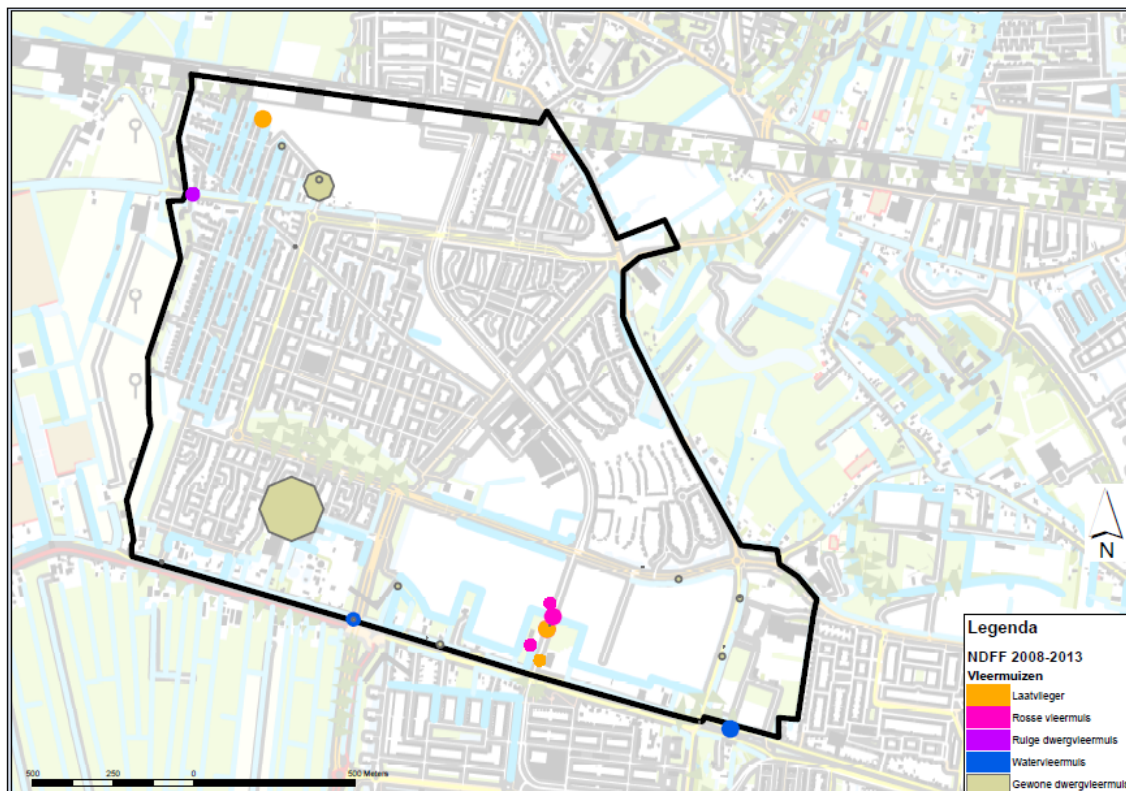 N
Legenda
NDFF 2008-2013
Vleermuizen
Laatvlieger
Rosse vleermuis
Ruige dwergvleermuis
Watervleermuis
Gewone dwergvleermuis
500 250 0 500 Meters